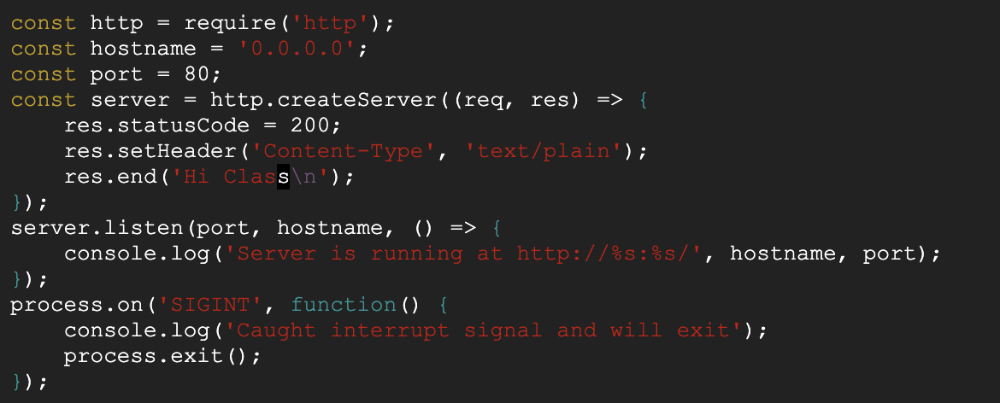 const http = require('http');
const hostname = '0.0.0.0';
const port = 80;
const server = http.createServer((req, res) => {
    res.statusCode = 200;
    res.setHeader('Content-Type', 'text/plain');
    res.end('Hi Class\n');
});
server.listen(port, hostname, () => {
    console.log('Server is running at http://%s:%s/', hostname, port);
});
process.on('SIGINT', function() {
    console.log('Caught interrupt signal and will exit');
    process.exit();
});